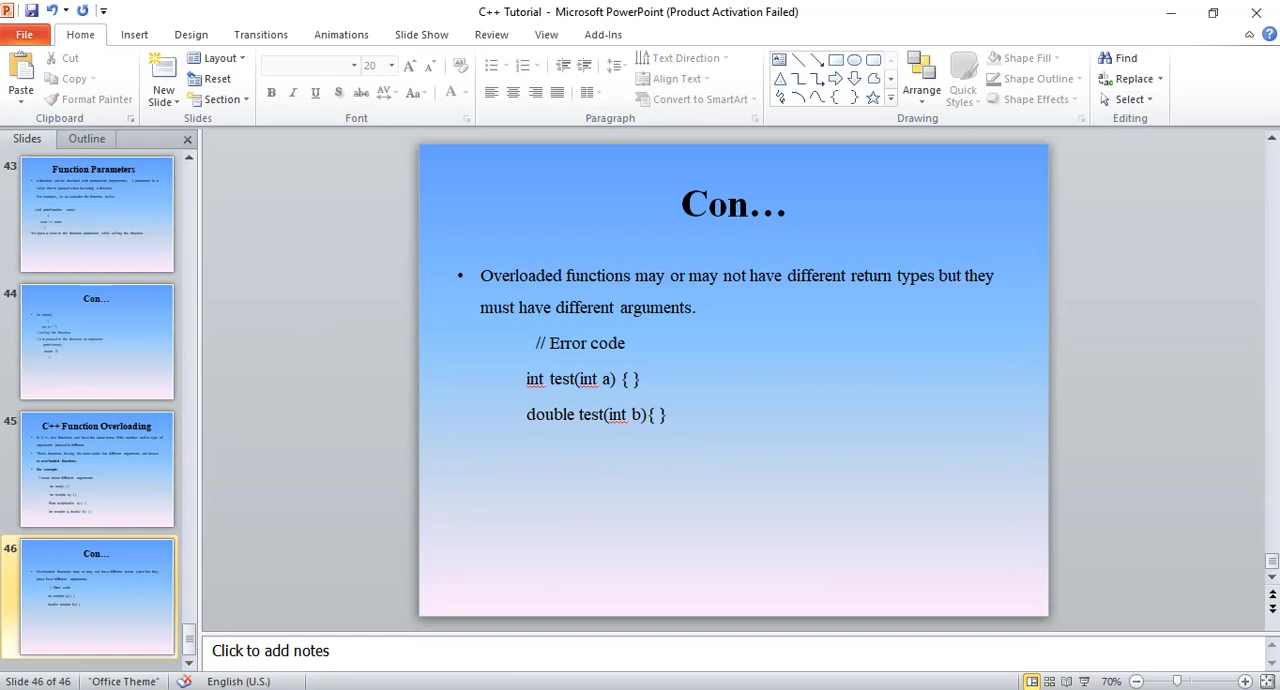 C++ Tutorial - Microsoft PowerPoint (Product Activation Failed)
File Home Insert Design Transitions Animations Slide Show Review View Add-Ins
Paste
Cut
Copy
Format Painter
Clipboard
New Slide
Layout
Reset
Section
Slides
20
B I U S abc AV Aa A
Font
Text Direction
Align Text
Convert to SmartArt
Paragraph
Arrange
Quick Styles
Shape Fill
Shape Outline
Shape Effects
Drawing
Find
Replace
Select
Editing
Slides Outline
43
Function Parameters
44
Con...
45
C++ Function Overloading
46
Con...
Con...
• Overloaded functions may or may not have different return types but they
must have different arguments.
// Error code
int test(int a) { }
double test(int b){ }
Click to add notes
Slide 46 of 46 "Office Theme" English (U.S.) 70%